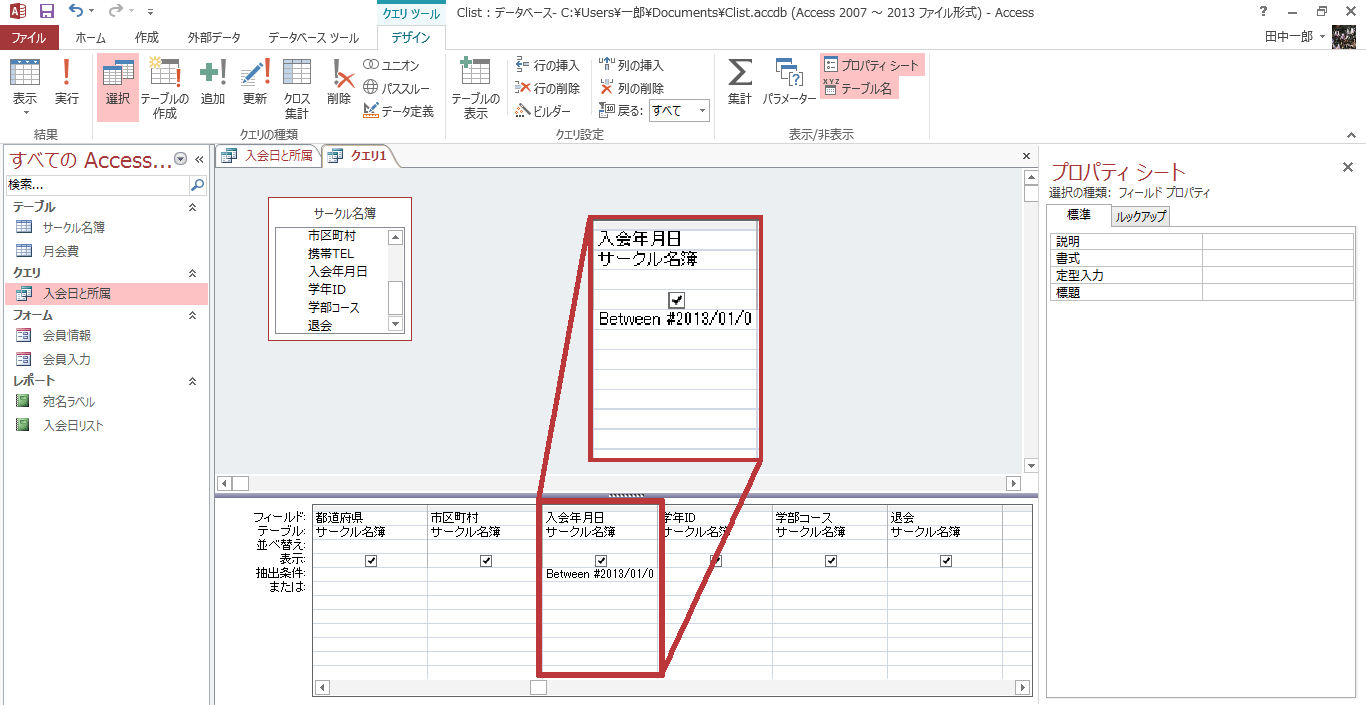 クエリ ツール
Clist : データベース- C:¥Users¥一郎¥Documents¥Clist.accdb (Access 2007 ～ 2013 ファイル形式) - Access
?
ファイル
ホーム
作成
外部データ
データベース ツール
デザイン
田中一郎
表示
実行
選択
テーブルの
作成
追加
更新
クロス
集計
削除
ユニオン
パススルー
データ定義
テーブルの
表示
行の挿入
行の削除
ビルダー
列の挿入
列の削除
戻る: すべて
集計
パラメーター
プロパティ シート
テーブル名
結果
クエリの種類
クエリ設定
表示/非表示
すべての Access...
検索...
テーブル
サークル名簿
月会費
クエリ
入会日と所属
フォーム
会員情報
会員入力
レポート
宛名ラベル
入会日リスト
入会日と所属
クエリ1
サークル名簿
市区町村
携帯TEL
入会年月日
学年ID
学部コース
退会
入会年月日
サークル名簿
Between #2013/01/0
フィールド: 都道府県 市区町村 入会年月日 学年ID 学部コース 退会
テーブル: サークル名簿 サークル名簿 サークル名簿 サークル名簿 サークル名簿 サークル名簿
並べ替え:
表示:
抽出条件: Between #2013/01/0
または:
プロパティ シート
選択の種類: フィールド プロパティ
標準
ルックアップ
説明
書式
定型入力
標題